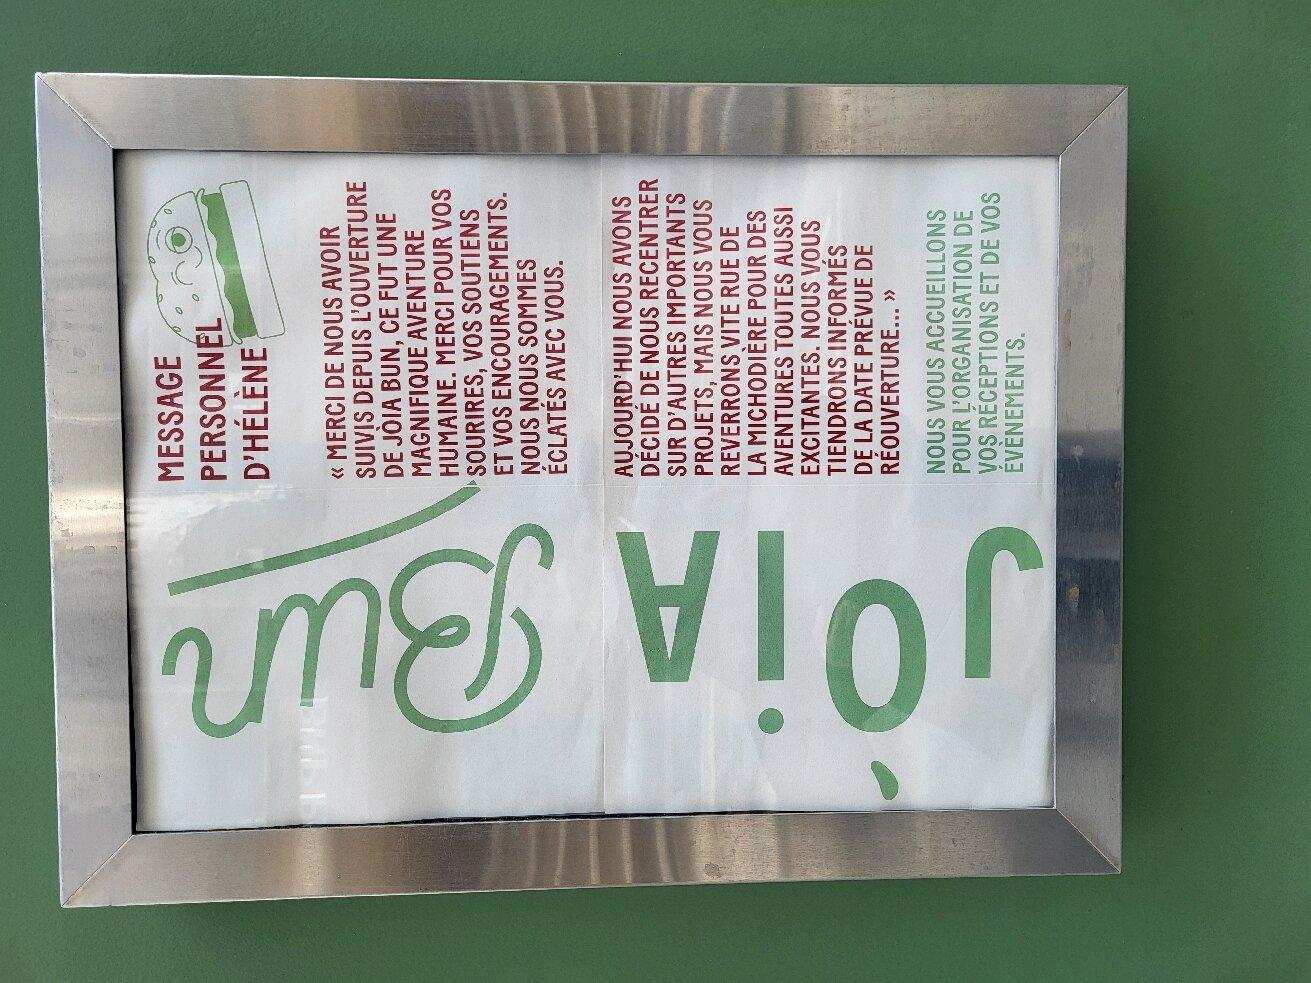 MESSAGE
PERSONNEL
D'HÉLÈNE
« MERCI DE NOUS AVOIR
SUIVIS DEPUIS L'OUVERTURE
DE JÒIA BUN, CE FUT UNE
MAGNIFIQUE AVENTURE
HUMAINE. MERCI POUR VOS
SOURIRES, VOS SOUTIENS
ET VOS ENCOURAGEMENTS.
NOUS NOUS SOMMES
ÉCLATÉS AVEC VOUS.
AUJOURD'HUI NOUS AVONS
DÉCIDÉ DE NOUS RECENTRER
SUR D'AUTRES IMPORTANTS
PROJETS, MAIS NOUS VOUS
REVERRONS VITE RUE DE
LA MICHODIÈRE POUR DES
AVENTURES TOUTES AUSSI
EXCITANTES. NOUS VOUS
TIENDRONS INFORMÉS
DE LA DATE PRÉVUE DE
RÉOUVERTURE... »
NOUS VOUS ACCUEILLONS
POUR L'ORGANISATION DE
VOS RÉCEPTIONS ET DE VOS
ÉVÈNEMENTS.
JÒiA
Bun